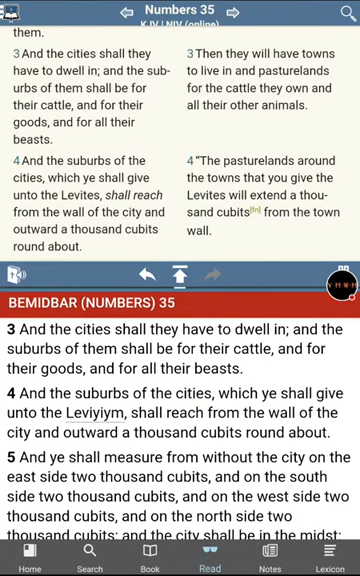 Numbers 35
KJV | NIV (online)
them.
3 And the cities shall they
have to dwell in; and the sub-
urbs of them shall be for
their cattle, and for their
goods, and for all their
beasts.
4 And the suburbs of the
cities, which ye shall give
unto the Levites, shall reach
from the wall of the city and
outward a thousand cubits
round about.
3 Then they will have towns
to live in and pasturelands
for the cattle they own and
all their other animals.
4 “The pasturelands around
the towns that you give the
Levites will extend a thou-
sand cubits[fn] from the town
wall.
BEMIDBAR (NUMBERS) 35
3 And the cities shall they have to dwell in; and the
suburbs of them shall be for their cattle, and for
their goods, and for all their beasts.
4 And the suburbs of the cities, which ye shall give
unto the Leviyiym, shall reach from the wall of the
city and outward a thousand cubits round about.
5 And ye shall measure from without the city on the
east side two thousand cubits, and on the south
side two thousand cubits, and on the west side two
thousand cubits, and on the north side two
thousand cubits; and the city shall be in the midst:
Home Search Book Read Notes Lexicon